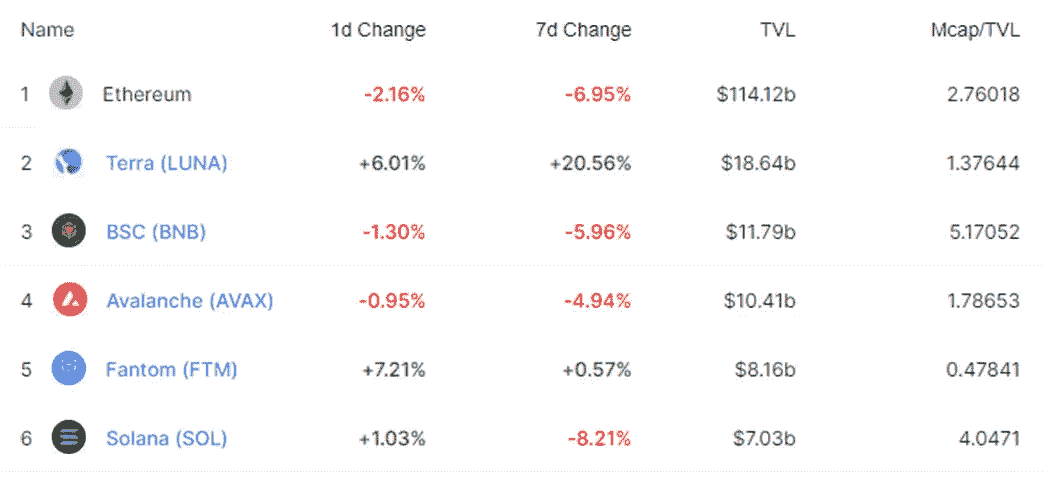 Name 1d Change 7d Change TVL Mcap/TVL
1 Ethereum -2.16% -6.95% $114.12b 2.76018
2 Terra (LUNA) +6.01% +20.56% $18.64b 1.37644
3 BSC (BNB) -1.30% -5.96% $11.79b 5.17052
4 Avalanche (AVAX) -0.95% -4.94% $10.41b 1.78653
5 Fantom (FTM) +7.21% +0.57% $8.16b 0.47841
6 Solana (SOL) +1.03% -8.21% $7.03b 4.0471